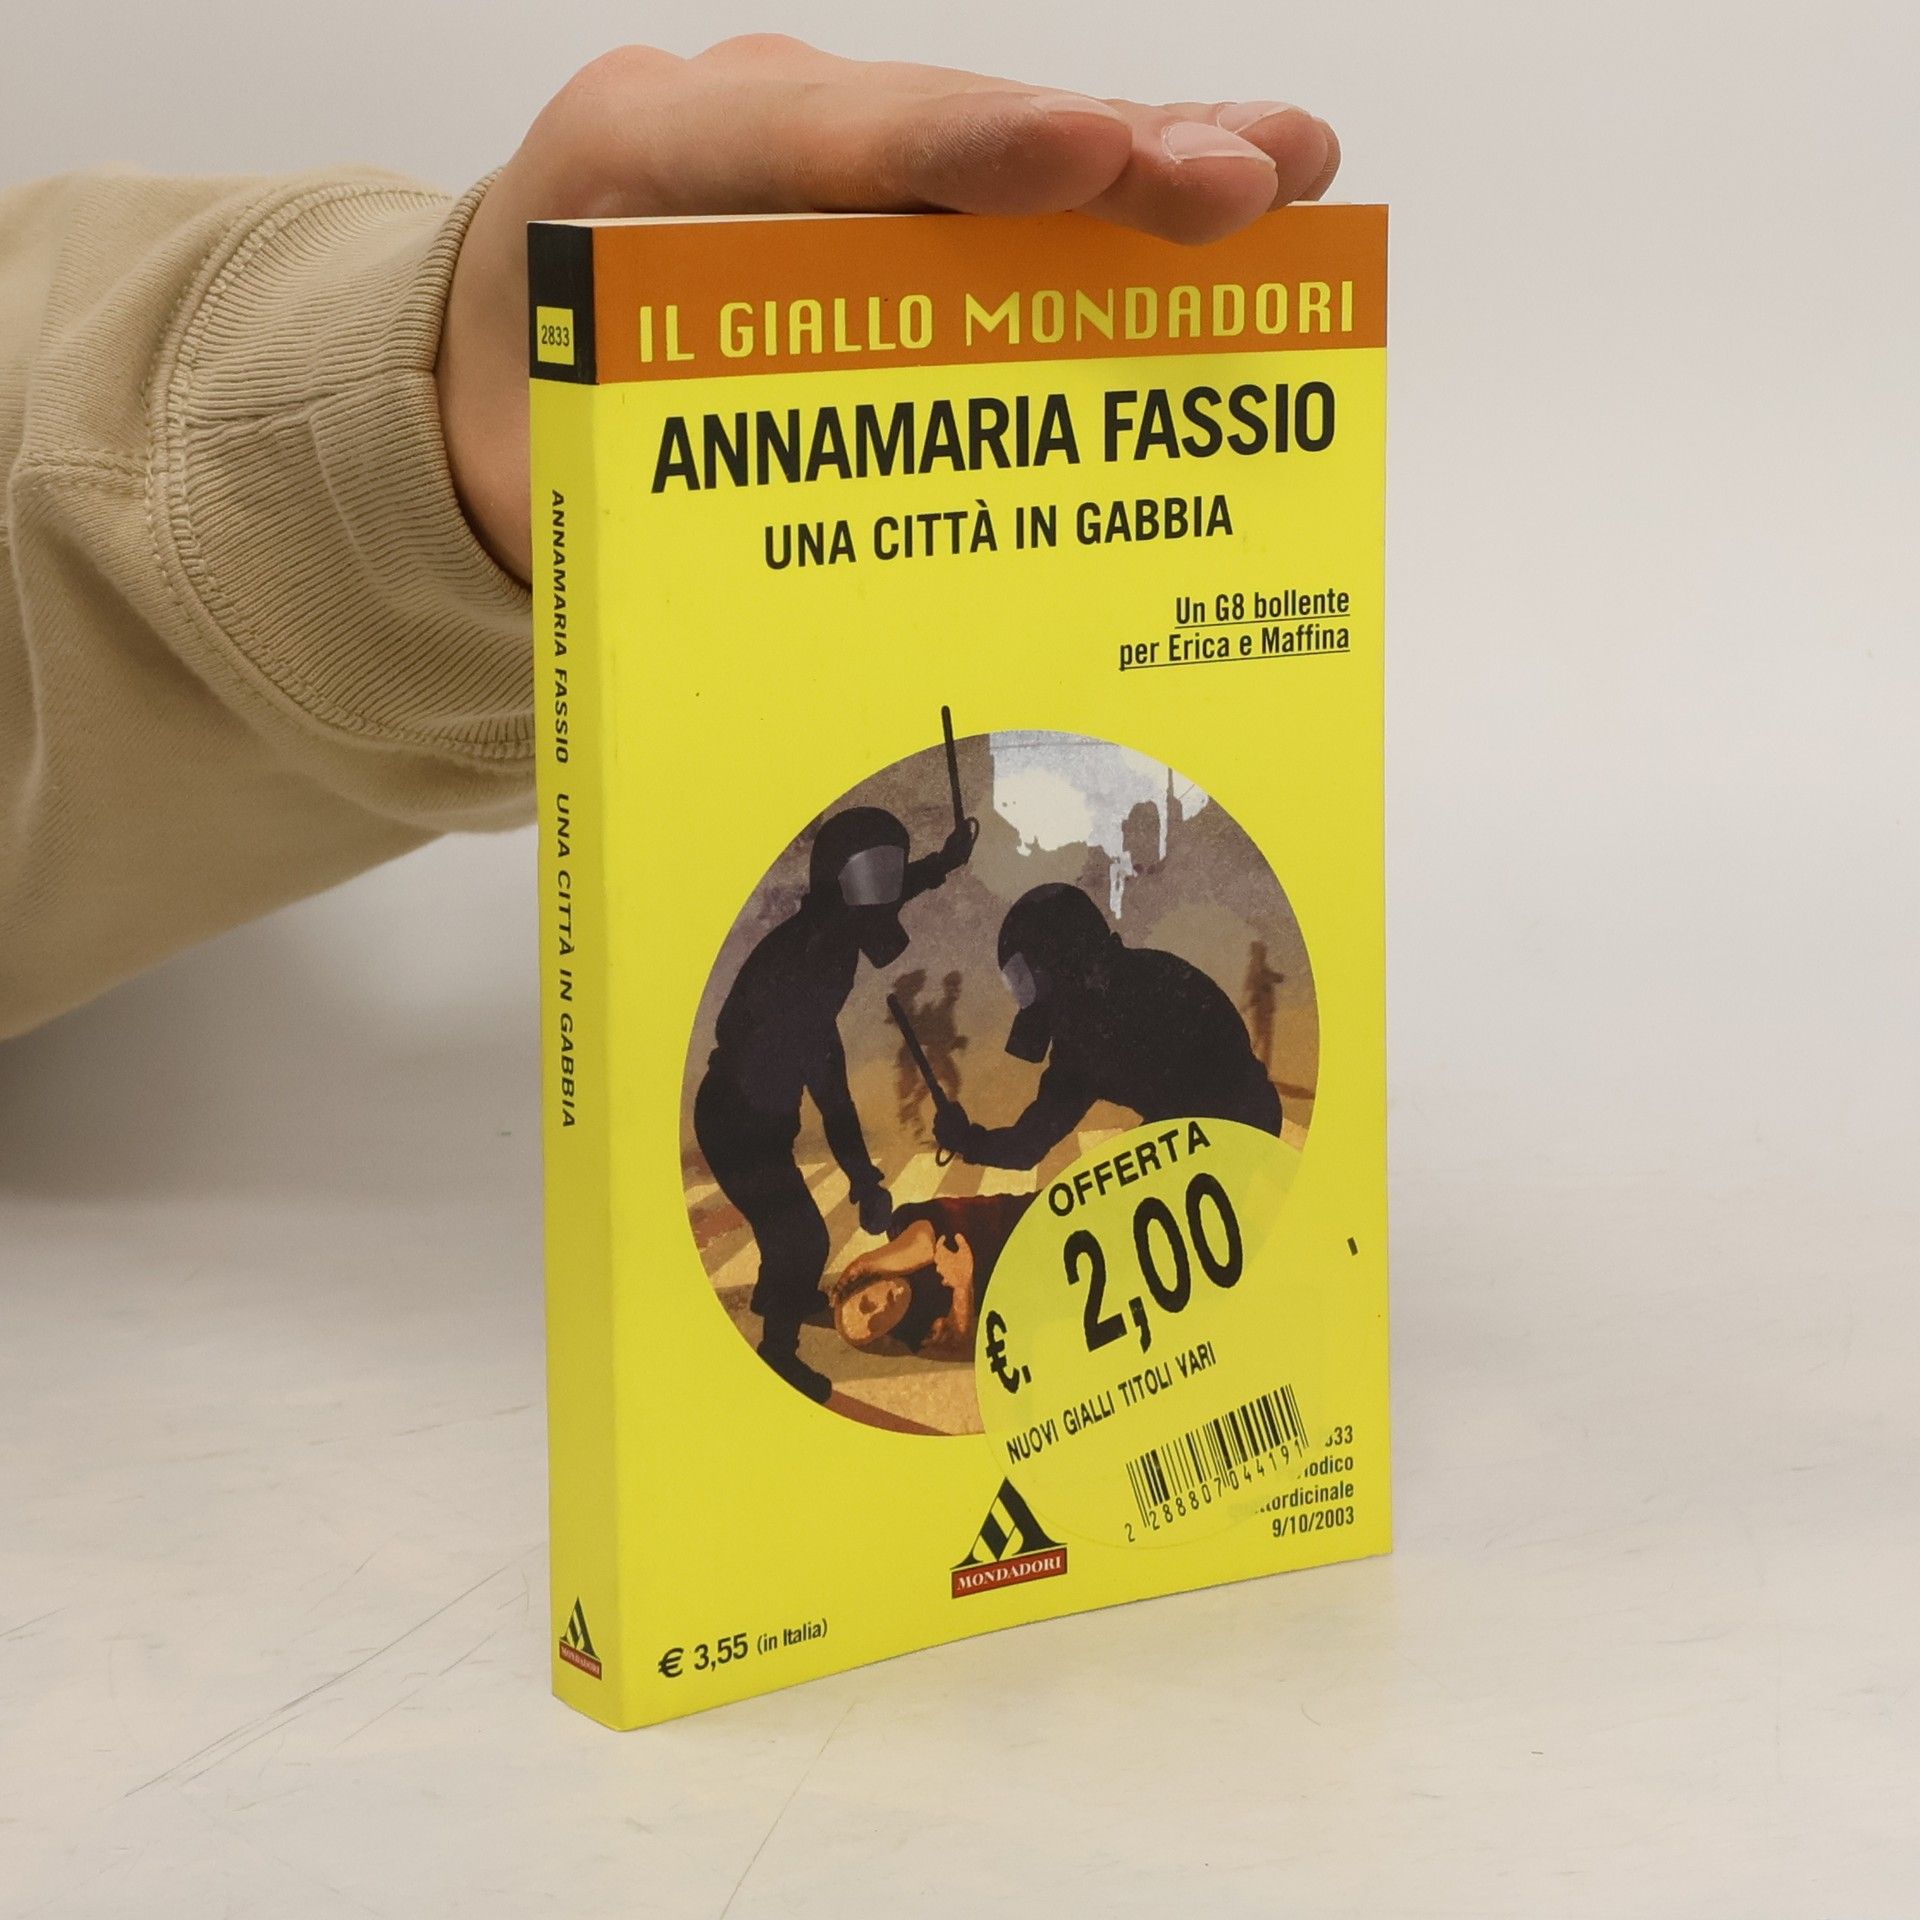 2833
IL GIALLO MONDADORI
ANNAMARIA FASSIO
UNA CITTÀ IN GABBIA
Un G8 bollente
per Erica e Maffina
ANNAMARIA FASSIO UNA CITTÀ IN GABBIA
OFFERTA
€. 2,00
NUOVI GIALLI TITOLI VARI
2 288807 044191
9/10/2003
MONDADORI
€ 3,55 (in Italia)
MONDADORI